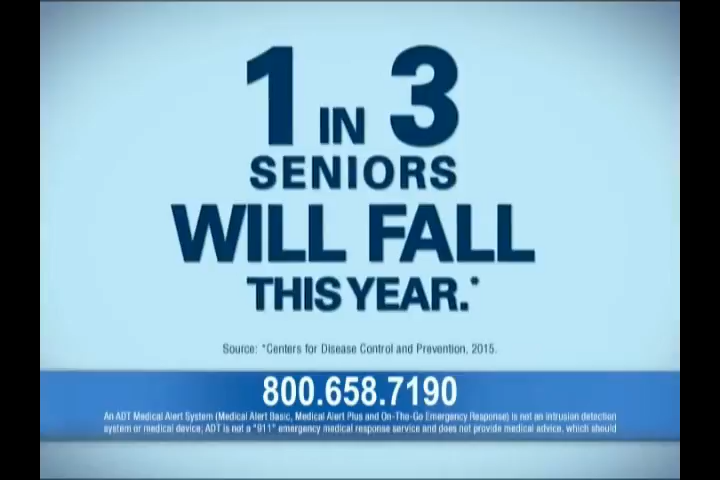 1 IN 3
SENIORS
WILL FALL
THIS YEAR.*
Source: *Centers for Disease Control and Prevention, 2015.
800.658.7190
An ADT Medical Alert System (Medical Alert Basic, Medical Alert Plus and On-The-Go Emergency Response) is not an intrusion detection
system or medical device; ADT is not a "911" emergency medical response service and does not provide medical advice, which should